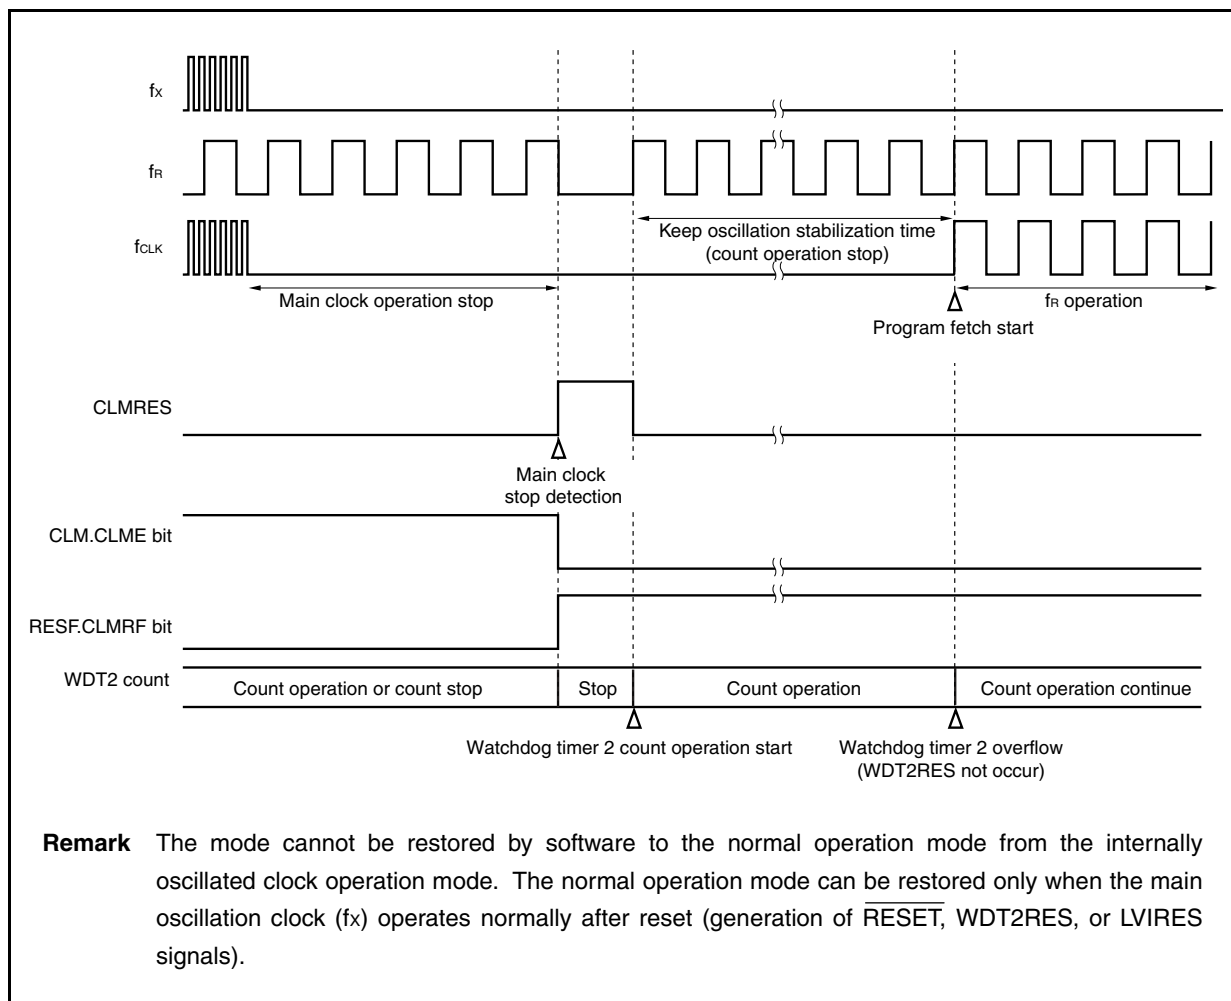 fX
fR
fCLK
Keep oscillation stabilization time
(count operation stop)
Main clock operation stop
fR operation
Program fetch start
CLMRES
Main clock
stop detection
CLM.CLME bit
RESF.CLMRF bit
WDT2 count
Count operation or count stop
Stop
Count operation
Count operation continue
Watchdog timer 2 count operation start
Watchdog timer 2 overflow
(WDT2RES not occur)
Remark The mode cannot be restored by software to the normal operation mode from the internally
oscillated clock operation mode. The normal operation mode can be restored only when the main
oscillation clock (fX) operates normally after reset (generation of RESET, WDT2RES, or LVIRES
signals).